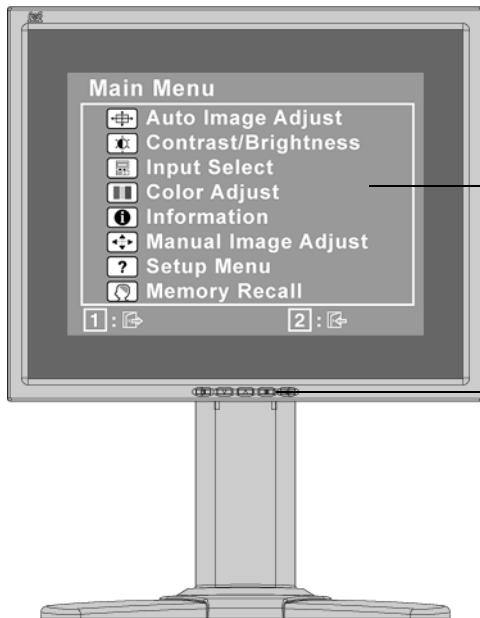 Main Menu
Auto Image Adjust
Contrast/Brightness
Input Select
Color Adjust
Information
Manual Image Adjust
? Setup Menu
Memory Recall
1 : 2 :